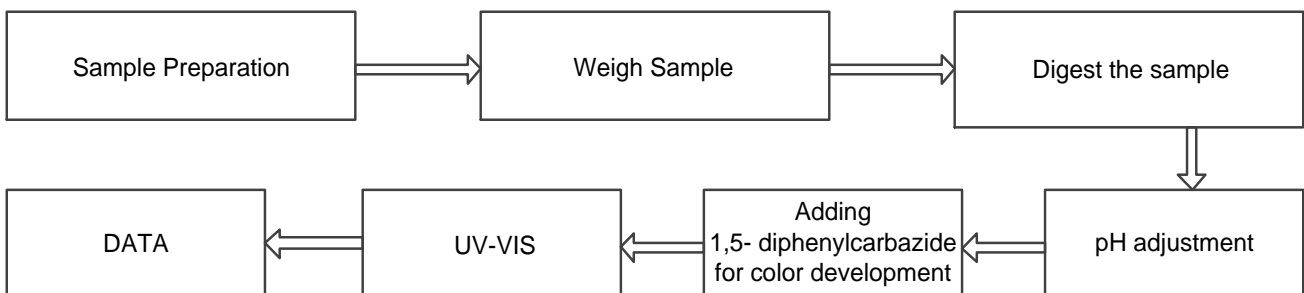 Sample Preparation
Weigh Sample
Digest the sample
pH adjustment
Adding
1,5- diphenylcarbazide
for color development
UV-VIS
DATA